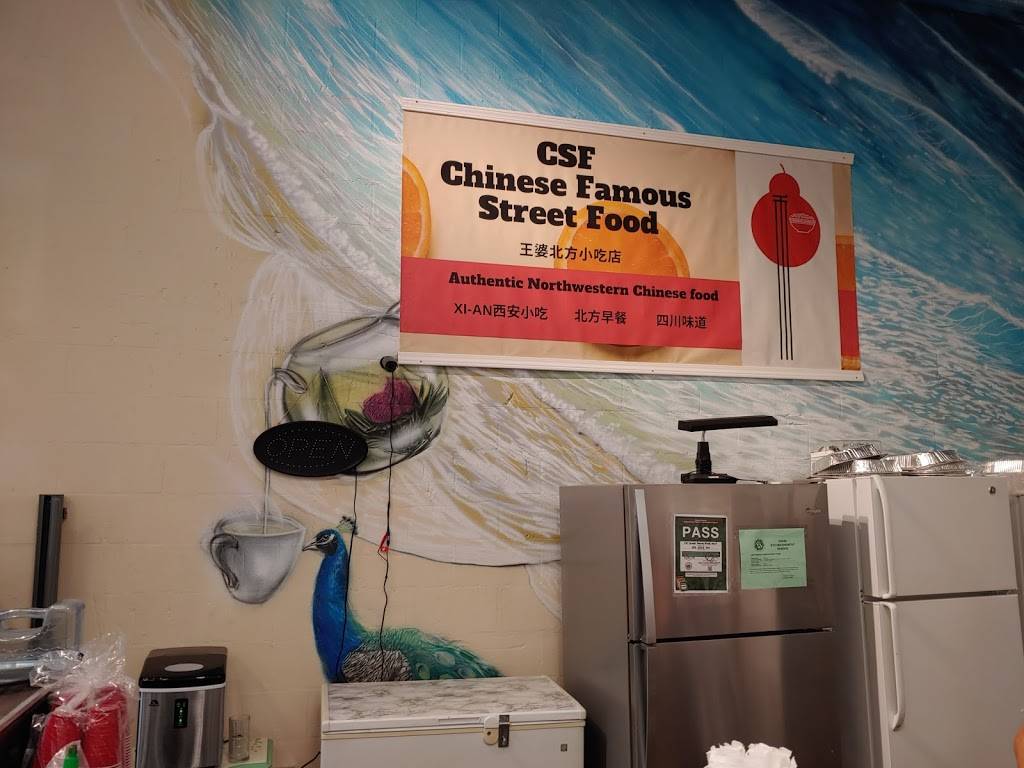 CSF
Chinese Famous
Street Food
王婆北方小吃店
Authentic Northwestern Chinese food
XI-AN西安小吃 北方早餐 四川味道
OPEN
PASS